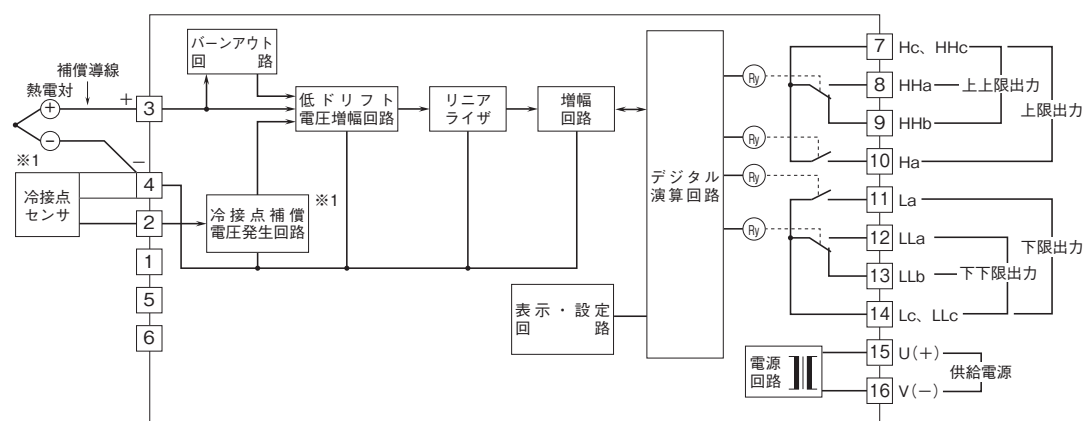 バーンアウト
回　　　路
補償導線
熱電対
+
3
+
−
−
※1
4
冷接点
センサ
2
冷接点補償
電圧発生回路
※1
1
5
6
低ドリフト
電圧増幅回路
リニア
ライザ
増幅
回路
デジタル
演算回路
表示・設定
回　　　路
Ry
Ry
Ry
Ry
7 Hc、HHc
8 HHa
上上限出力
9 HHb
上限出力
10 Ha
11 La
12 LLa
下限出力
13 LLb
下下限出力
14 Lc、LLc
電源
回路
15 U(+)
供給電源
16 V(−)